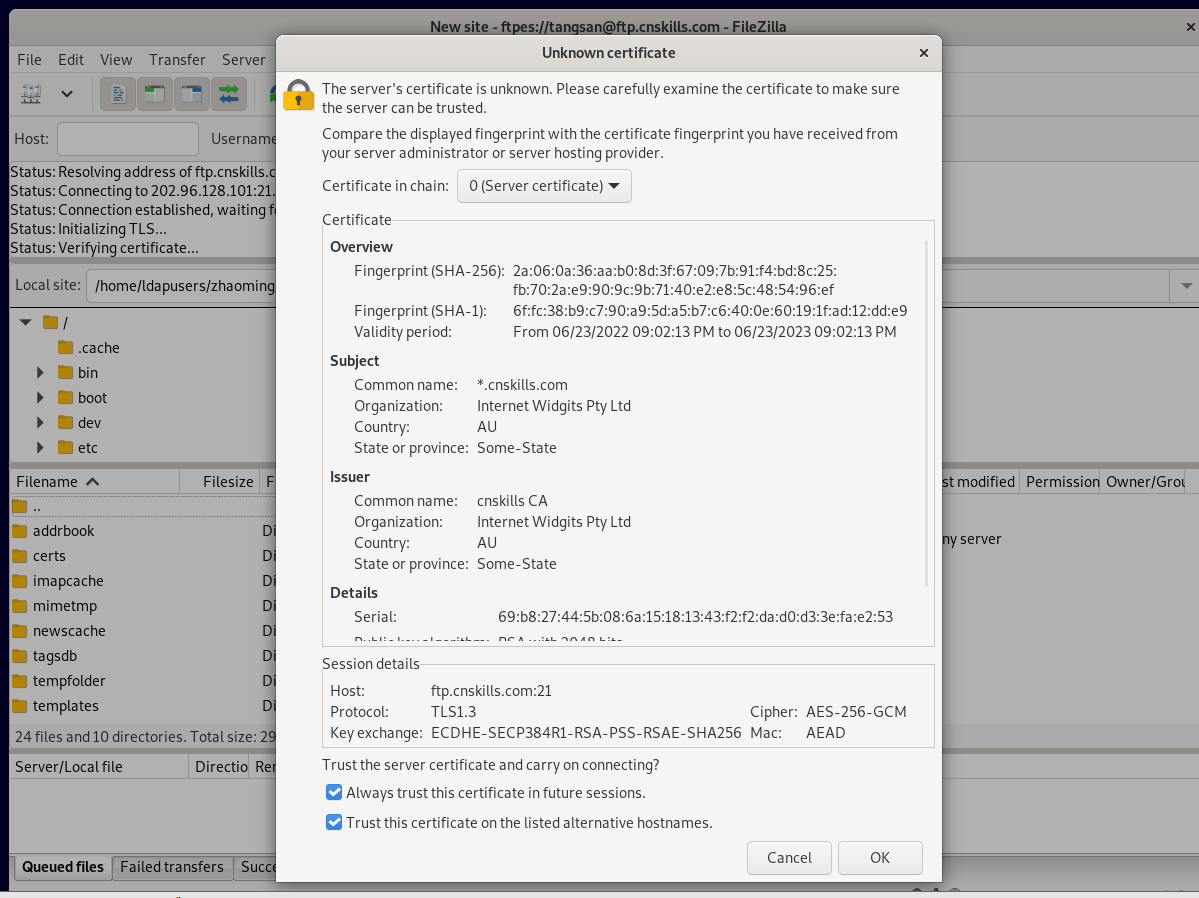 New site - ftpes://tangsan@ftp.cnskills.com - FileZilla
File Edit View Transfer Server
Host:
Username
Status: Resolving address of ftp.cnskills.c
Status: Connecting to 202.96.128.101:21.
Status: Connection established, waiting f
Status: Initializing TLS...
Status: Verifying certificate...
Local site: /home/ldapusers/zhaoming
/
.cache
bin
boot
dev
etc
Filename Filesize F
..
addrbook Di
certs Di
imapcache Di
mimetmp Di
newscache Di
tagsdb Di
tempfolder Di
templates Di
24 files and 10 directories. Total size: 29
Server/Local file Directio Rer
Queued files Failed transfers Succe
st modified Permission Owner/Grou
ny server
Unknown certificate
The server's certificate is unknown. Please carefully examine the certificate to make sure
the server can be trusted.
Compare the displayed fingerprint with the certificate fingerprint you have received from
your server administrator or server hosting provider.
Certificate in chain: 0 (Server certificate)
Certificate
Overview
Fingerprint (SHA-256): 2a:06:0a:36:aa:b0:8d:3f:67:09:7b:91:f4:bd:8c:25:
fb:70:2a:e9:90:9c:9b:71:40:e2:e8:5c:48:54:96:ef
Fingerprint (SHA-1): 6f:fc:38:b9:c7:90:a9:5d:a5:b7:c6:40:0e:60:19:1f:ad:12:dd:e9
Validity period: From 06/23/2022 09:02:13 PM to 06/23/2023 09:02:13 PM
Subject
Common name: *.cnskills.com
Organization: Internet Widgits Pty Ltd
Country: AU
State or province: Some-State
Issuer
Common name: cnskills CA
Organization: Internet Widgits Pty Ltd
Country: AU
State or province: Some-State
Details
Serial: 69:b8:27:44:5b:08:6a:15:18:13:43:f2:f2:da:d0:d3:3e:fa:e2:53
Public key algorithm: RSA with 2048 bits
Session details
Host: ftp.cnskills.com:21
Protocol: TLS1.3 Cipher: AES-256-GCM
Key exchange: ECDHE-SECP384R1-RSA-PSS-RSAE-SHA256 Mac: AEAD
Trust the server certificate and carry on connecting?
Always trust this certificate in future sessions.
Trust this certificate on the listed alternative hostnames.
Cancel OK